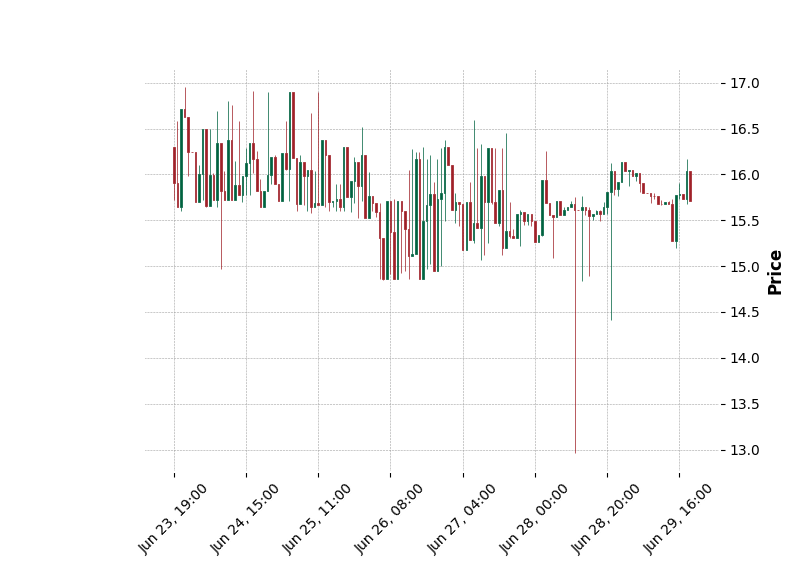 17.0
16.5
16.0
15.5
15.0
14.5
14.0
13.5
13.0
Price
Jun 23, 19:00
Jun 24, 15:00
Jun 25, 11:00
Jun 26, 08:00
Jun 27, 04:00
Jun 28, 00:00
Jun 28, 20:00
Jun 29, 16:00